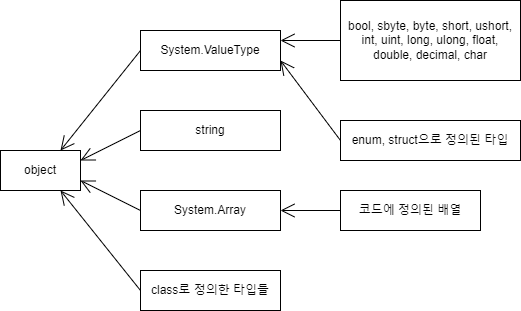 object
System.ValueType
string
System.Array
class로 정의한 타입들
bool, sbyte, byte, short, ushort,
int, uint, long, ulong, float,
double, decimal, char
enum, struct으로 정의된 타입
코드에 정의된 배열